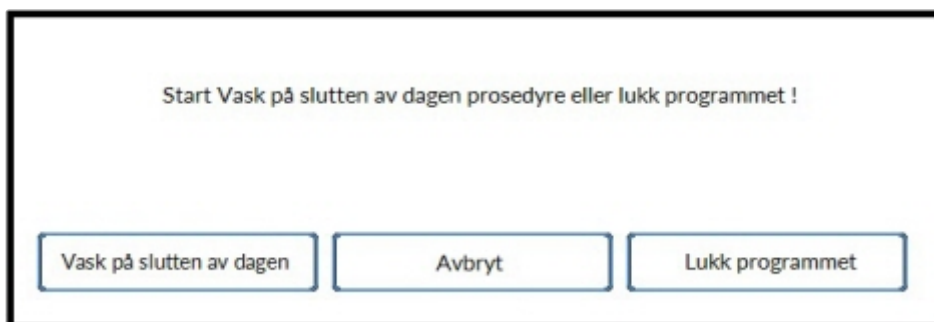 Start Vask på slutten av dagen prosedyre eller lukk programmet !
Vask på slutten av dagen
Avbryt
Lukk programmet